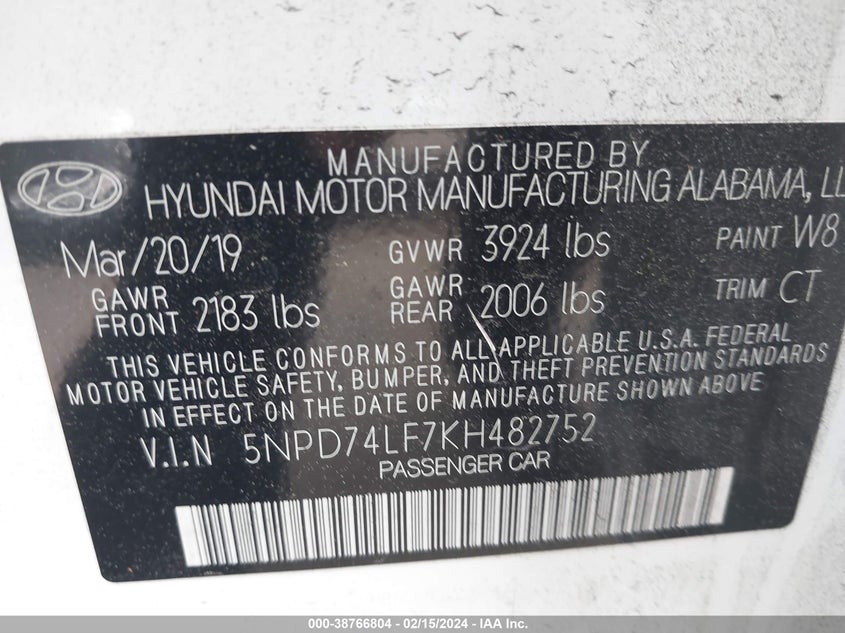 MANUFACTURED BY
HYUNDAI MOTOR MANUFACTURING ALABAMA,
Mar/20/19 GVWR 3924 lbs PAINT W8
GAWR FRONT 2183 lbs GAWR REAR 2006 lbs TRIM CT
THIS VEHICLE CONFORMS TO ALL APPLICABLE U.S.A. FEDERAL
MOTOR VEHICLE SAFETY, BUMPER, AND THEFT PREVENTION STANDARDS
IN EFFECT ON THE DATE OF MANUFACTURE SHOWN ABOVE
V.I.N 5NPD74LF7KH482752
PASSENGER CAR
000-38766804 - 02/15/2024 - IAA Inc.